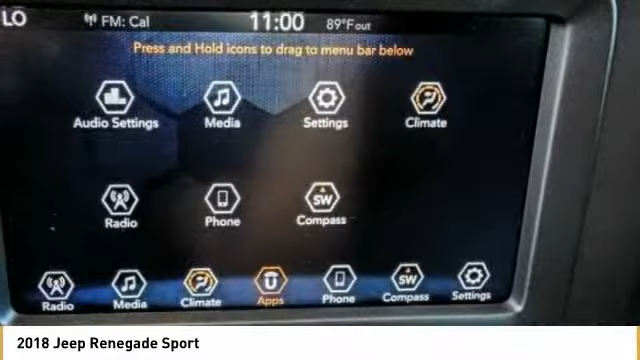 LO FM: Cal 11:00 89°F out
Press and Hold icons to drag to menu bar below
Audio Settings Media Settings Climate
Radio Phone SW Compass
Radio Media Climate Apps Phone SW Compass Settings
2018 Jeep Renegade Sport